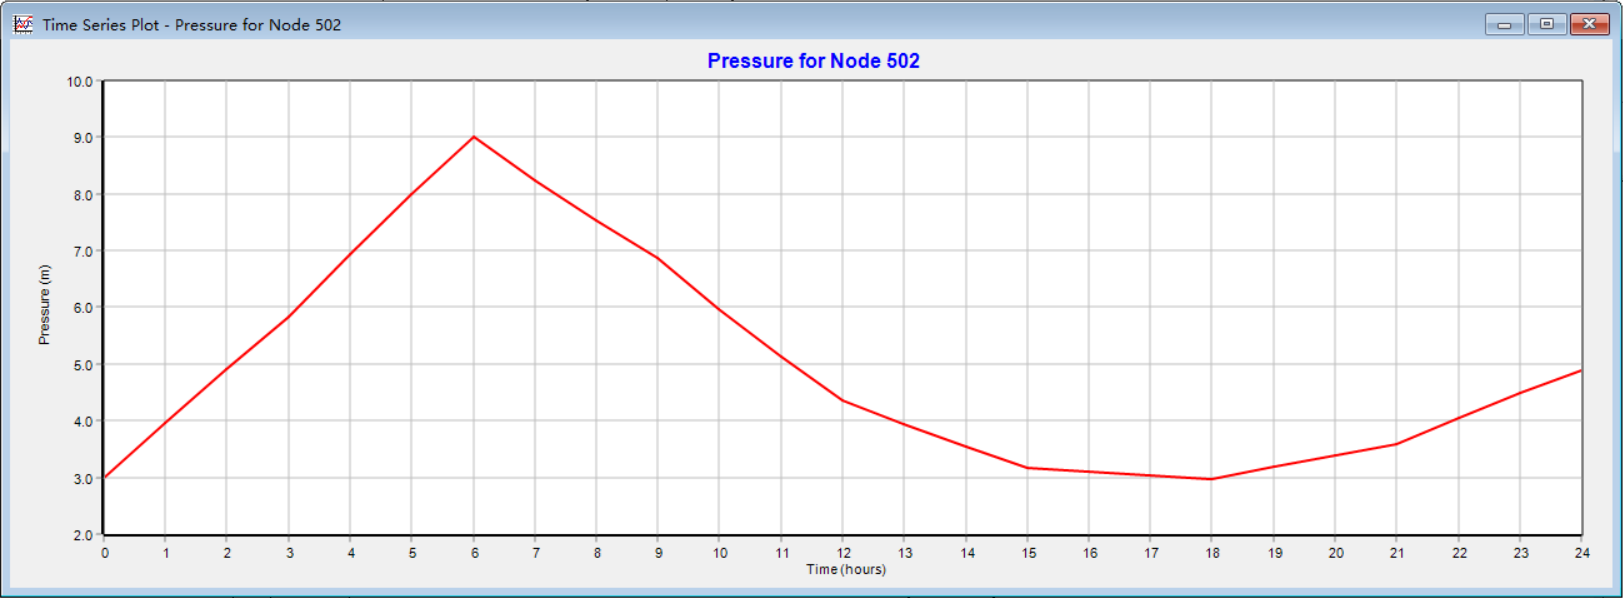 Time Series Plot - Pressure for Node 502
Pressure for Node 502
10.0
9.0
8.0
7.0
6.0
5.0
4.0
3.0
2.0
Pressure (m)
0 1 2 3 4 5 6 7 8 9 10 11 12 13 14 15 16 17 18 19 20 21 22 23 24
Time (hours)